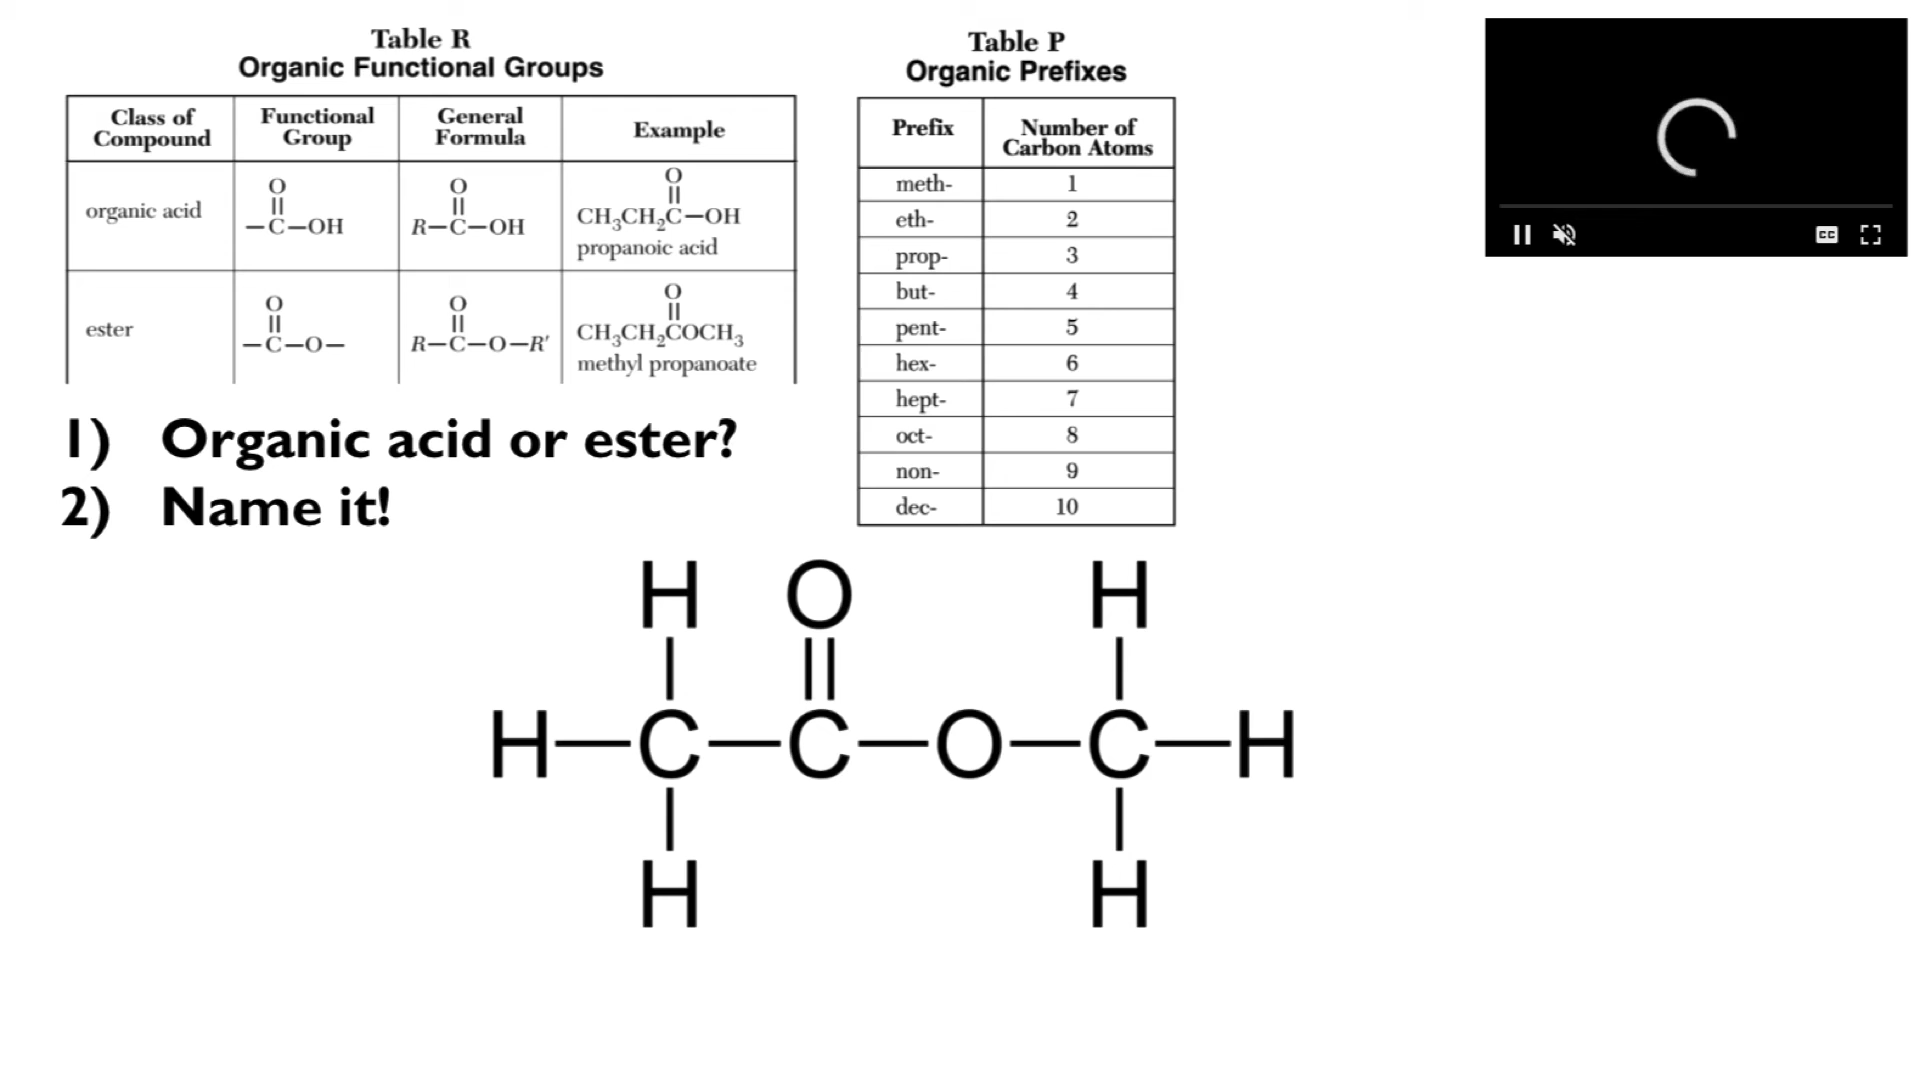 Table R
Organic Functional Groups
Class of Compound | Functional Group | General Formula | Example
organic acid
O
||
—C—OH
O
||
R—C—OH
O
||
CH₃CH₂C—OH
propanoic acid
ester
O
||
—C—O—
O
||
R—C—O—R′
O
||
CH₃CH₂COCH₃
methyl propanoate
Table P
Organic Prefixes
Prefix | Number of Carbon Atoms
meth- 1
eth- 2
prop- 3
but- 4
pent- 5
hex- 6
hept- 7
oct- 8
non- 9
dec- 10
CC
1) Organic acid or ester?
2) Name it!
H O H
H—C—C—O—C—H
H H